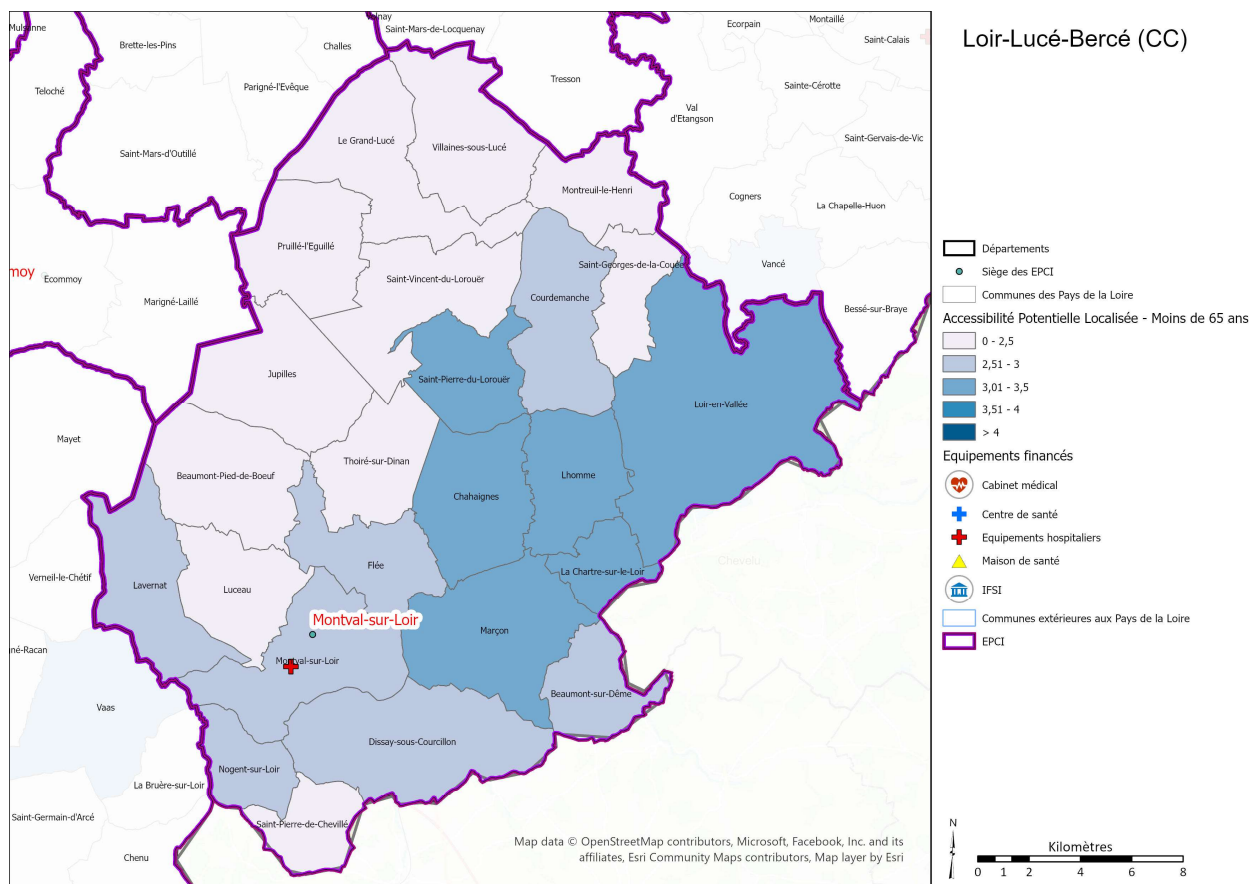 Loir-Lucé-Bercé (CC)
Mulsanne
Brette-les-Pins
Challes
Saint-Mars-de-Locquenay
Ecorpain
Montaillé
Saint-Calais
Teloché
Parigné-l'Evêque
Tresson
Sainte-Cérotte
Val
d'Etangson
Saint-Mars-d'Outillé
Le Grand-Lucé
Villaines-sous-Lucé
Saint-Gervais-de-Vic
Montreuil-le-Henri
Cogners
La Chapelle-Huon
Pruillé-l'Eguillé
Saint-Vincent-du-Lorouër
Saint-Georges-de-la-Couée
Vancé
moy
Ecommoy
Marigné-Laillé
Courdemanche
Bessé-sur-Braye
Jupilles
Saint-Pierre-du-Lorouër
Loir-en-Vallée
Mayet
Beaumont-Pied-de-Boeuf
Thoiré-sur-Dinan
Chahaignes
Lhomme
Verneil-le-Chétif
Lavernat
Luceau
Flée
La Chartre-sur-le-Loir
Montval-sur-Loir
Marçon
né-Racan
Montval-sur-Loir
Beaumont-sur-Dême
Vaas
Dissay-sous-Courcillon
Nogent-sur-Loir
La Bruère-sur-Loir
Saint-Germain-d'Arcé
Saint-Pierre-de-Chevillé
Chenu
Map data © OpenStreetMap contributors, Microsoft, Facebook, Inc. and its
affiliates, Esri Community Maps contributors, Map layer by Esri
Départements
Siège des EPCI
Communes des Pays de la Loire
Accessibilité Potentielle Localisée - Moins de 65 ans
0 - 2,5
2,51 - 3
3,01 - 3,5
3,51 - 4
> 4
Equipements financés
Cabinet médical
Centre de santé
Equipements hospitaliers
Maison de santé
IFSI
Communes extérieures aux Pays de la Loire
EPCI
N
Kilomètres
0 1 2 4 6 8